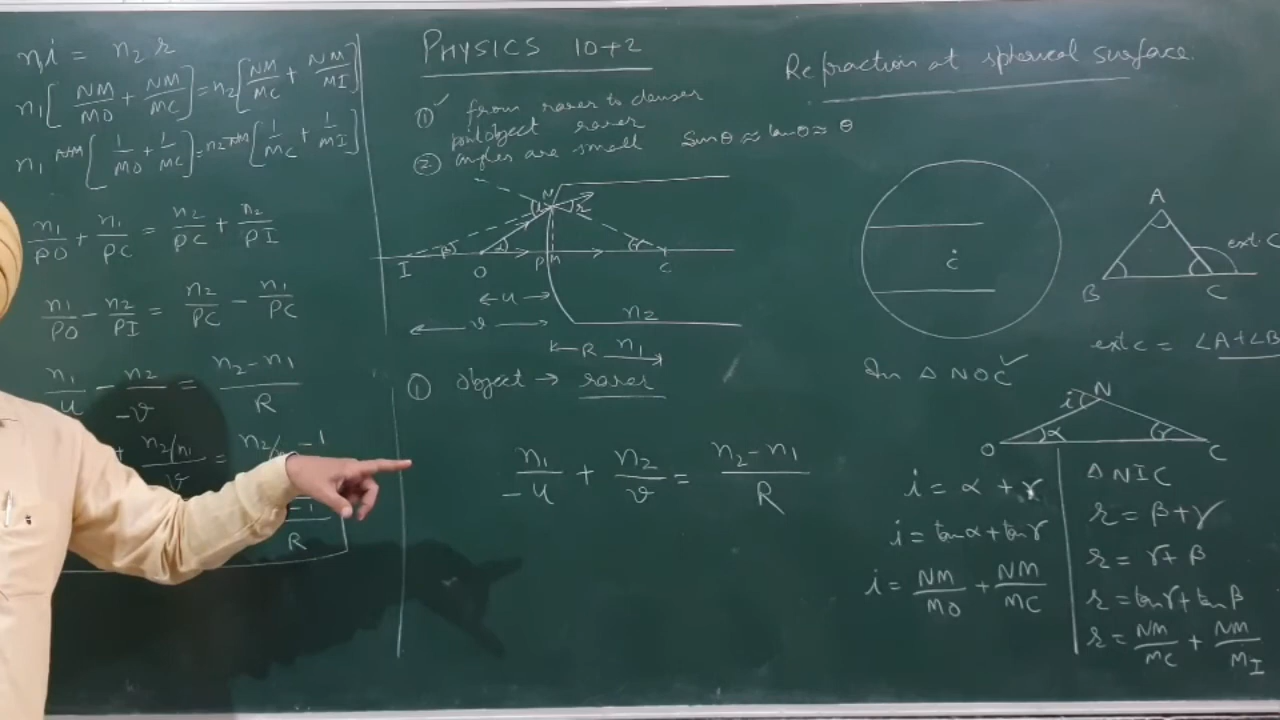 n₁i = n₂r
n₁[NM/MO + NM/MC] = n₂[NM/MC + NM/MI]
n₁ NM[1/MO + 1/MC] = n₂ NM[1/MC + 1/MI]
n₁/PO + n₁/PC = n₂/PC + n₂/PI
n₁/PO - n₂/PI = n₂/PC - n₁/PC
n₁/u - n₂/-v = n₂-n₁/R
n₂/n₁/v = n₂/n₁ -1
-1/R
PHYSICS 10+2
① ✓ from rarer to denser
point object rarer
② angles are small Sinθ ≈ tanθ ≈ θ
N
i r
β α γ
I O P M C
← u →
← v →
n₂
← R n₁ →
① object → rarer
n₁/-u + n₂/v = n₂-n₁/R
Refraction at spherical surface.
c
A
B C
ext. C
ext C = ∠A+∠B
In △ NOC ✓
i N
α γ
O C
i = α + γ
i = tanα + tanγ
i = NM/MO + NM/MC
△ NIC
r = β+γ
r = γ+β
r = tanγ + tanβ
r = NM/MC + NM/MI